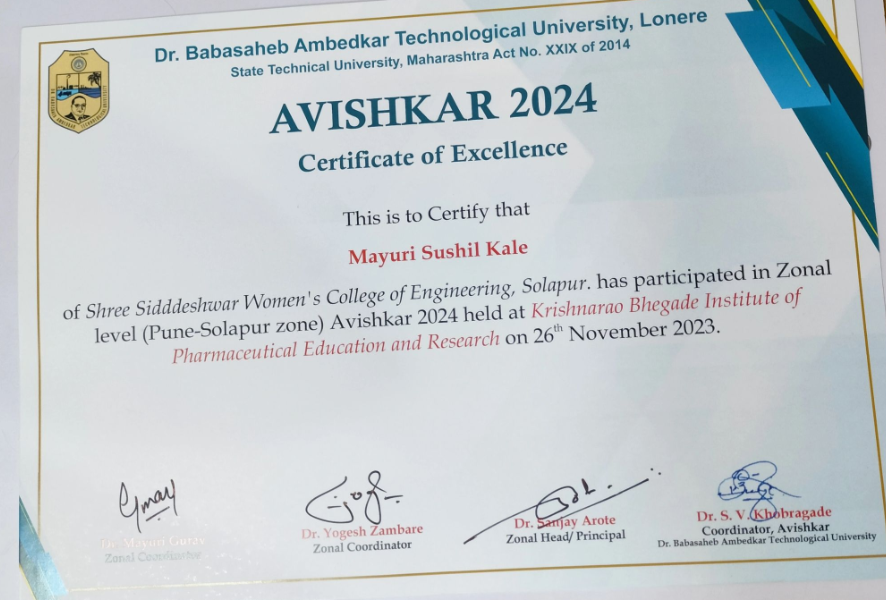 Dr. Babasaheb Ambedkar Technological University, Lonere
State Technical University, Maharashtra Act No. XXIX of 2014
AVISHKAR 2024
Certificate of Excellence
This is to Certify that
Mayuri Sushil Kale
of Shree Sidddeshwar Women's College of Engineering, Solapur. has participated in Zonal
level (Pune-Solapur zone) Avishkar 2024 held at Krishnarao Bhegade Institute of
Pharmaceutical Education and Research on 26th November 2023.
Dr. Mayuri Gurav
Zonal Coordinator
Dr. Yogesh Zambare
Zonal Coordinator
Dr. Sanjay Arote
Zonal Head/ Principal
Dr. S. V. Khobragade
Coordinator, Avishkar
Dr. Babasaheb Ambedkar Technological University